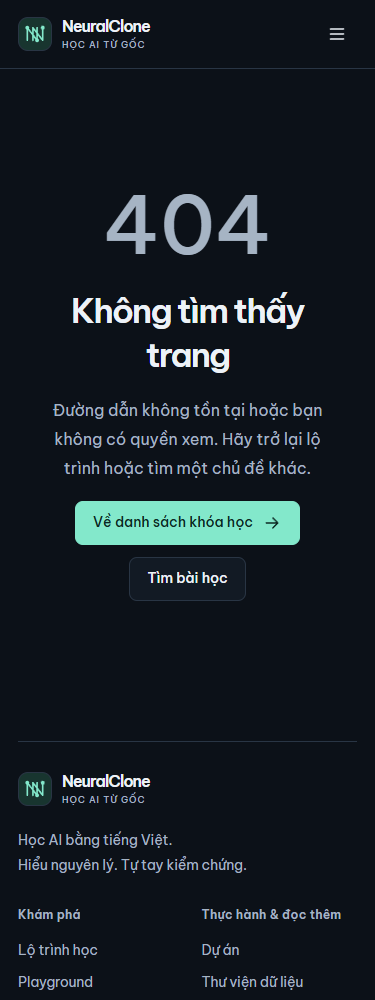 NeuralClone
HỌC AI TỪ GỐC
404
Không tìm thấy
trang
Đường dẫn không tồn tại hoặc bạn
không có quyền xem. Hãy trở lại lộ
trình hoặc tìm một chủ đề khác.
Về danh sách khóa học →
Tìm bài học
NeuralClone
HỌC AI TỪ GỐC
Học AI bằng tiếng Việt.
Hiểu nguyên lý. Tự tay kiểm chứng.
Khám phá
Thực hành & đọc thêm
Lộ trình học
Dự án
Playground
Thư viện dữ liệu